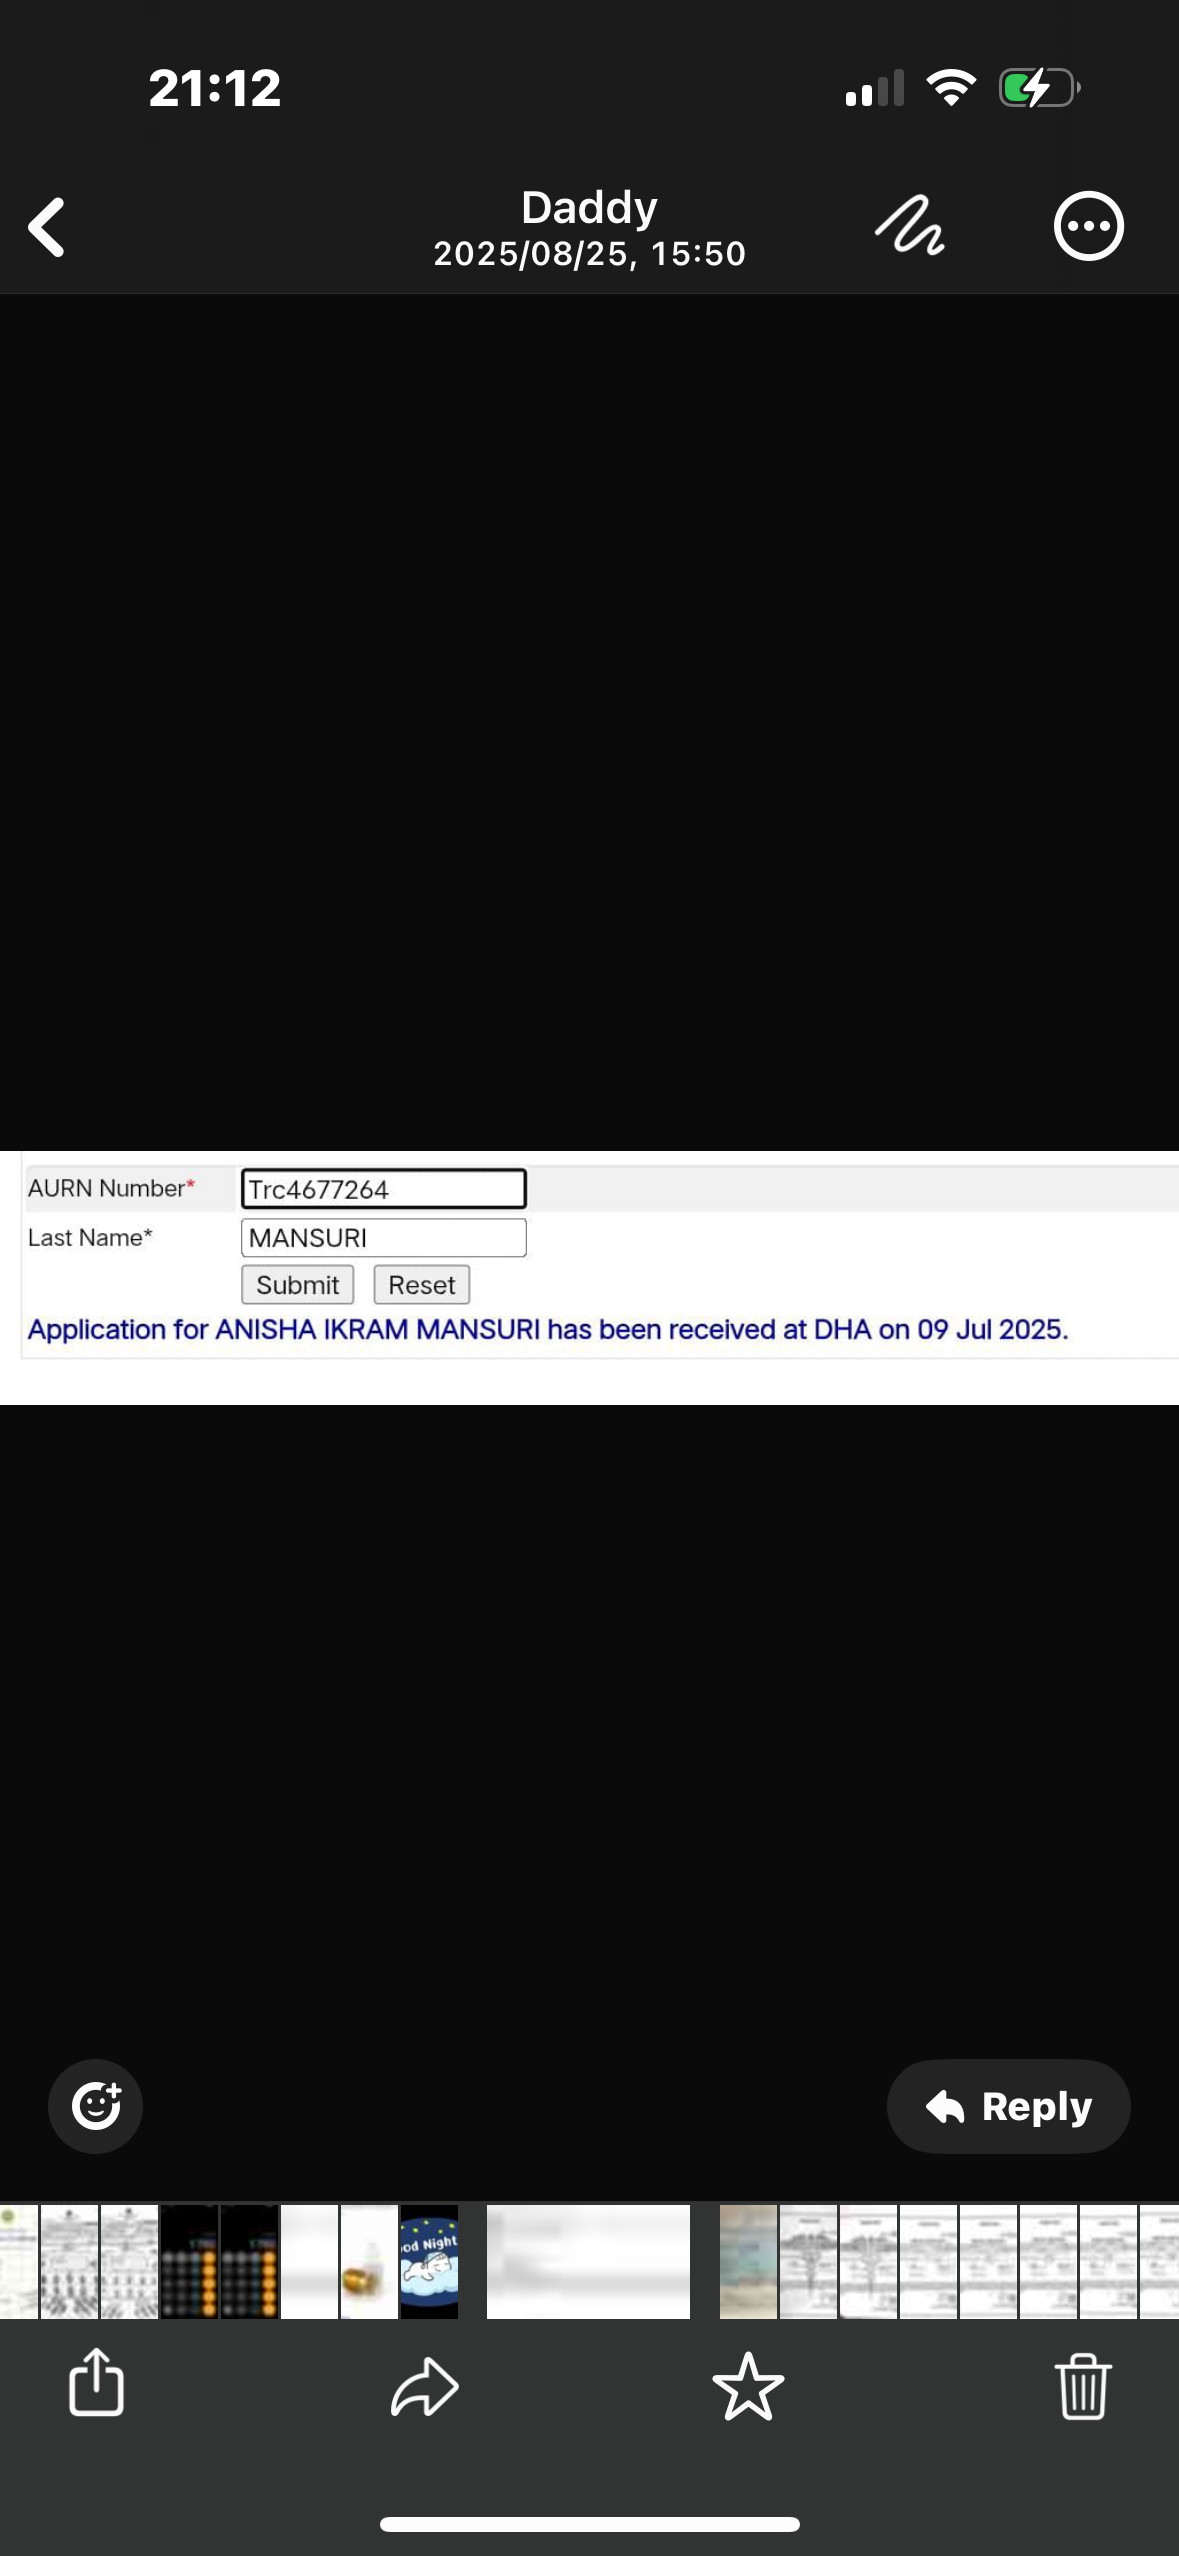 21:12
Daddy
2025/08/25, 15:50
AURN Number* Trc4677264
Last Name* MANSURI
Submit Reset
Application for ANISHA IKRAM MANSURI has been received at DHA on 09 Jul 2025.
Reply
od Night